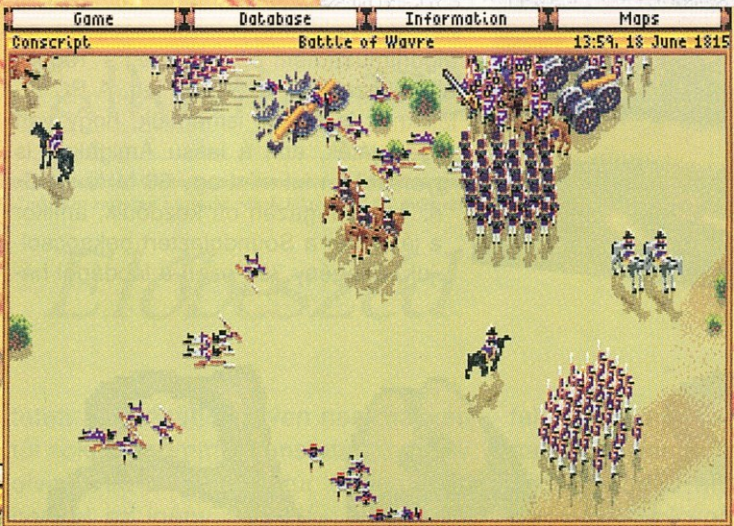 Game
Database
Information
Maps
Conscript
Battle of Wavre
13:59, 18 June 1815